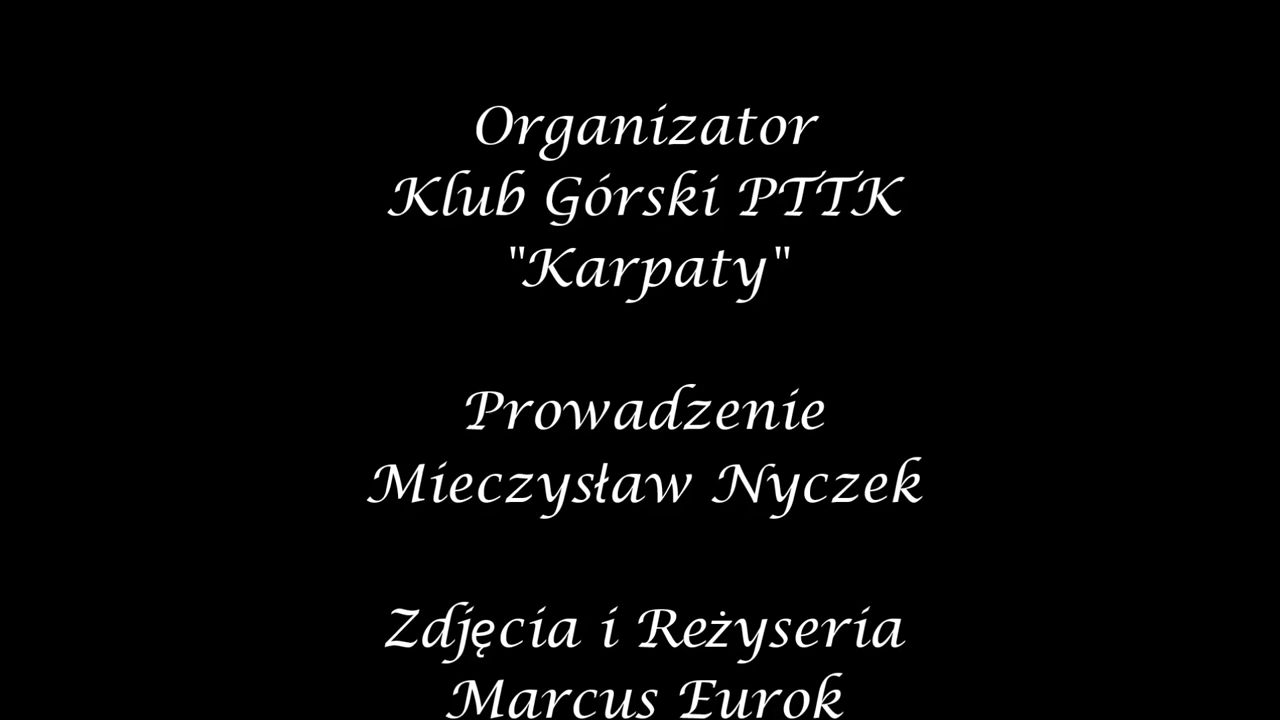 Organizator
Klub Górski PTTK
"Karpaty"
Prowadzenie
Mieczysław Nyczek
Zdjęcia i Reżyseria
Marcus Eurok